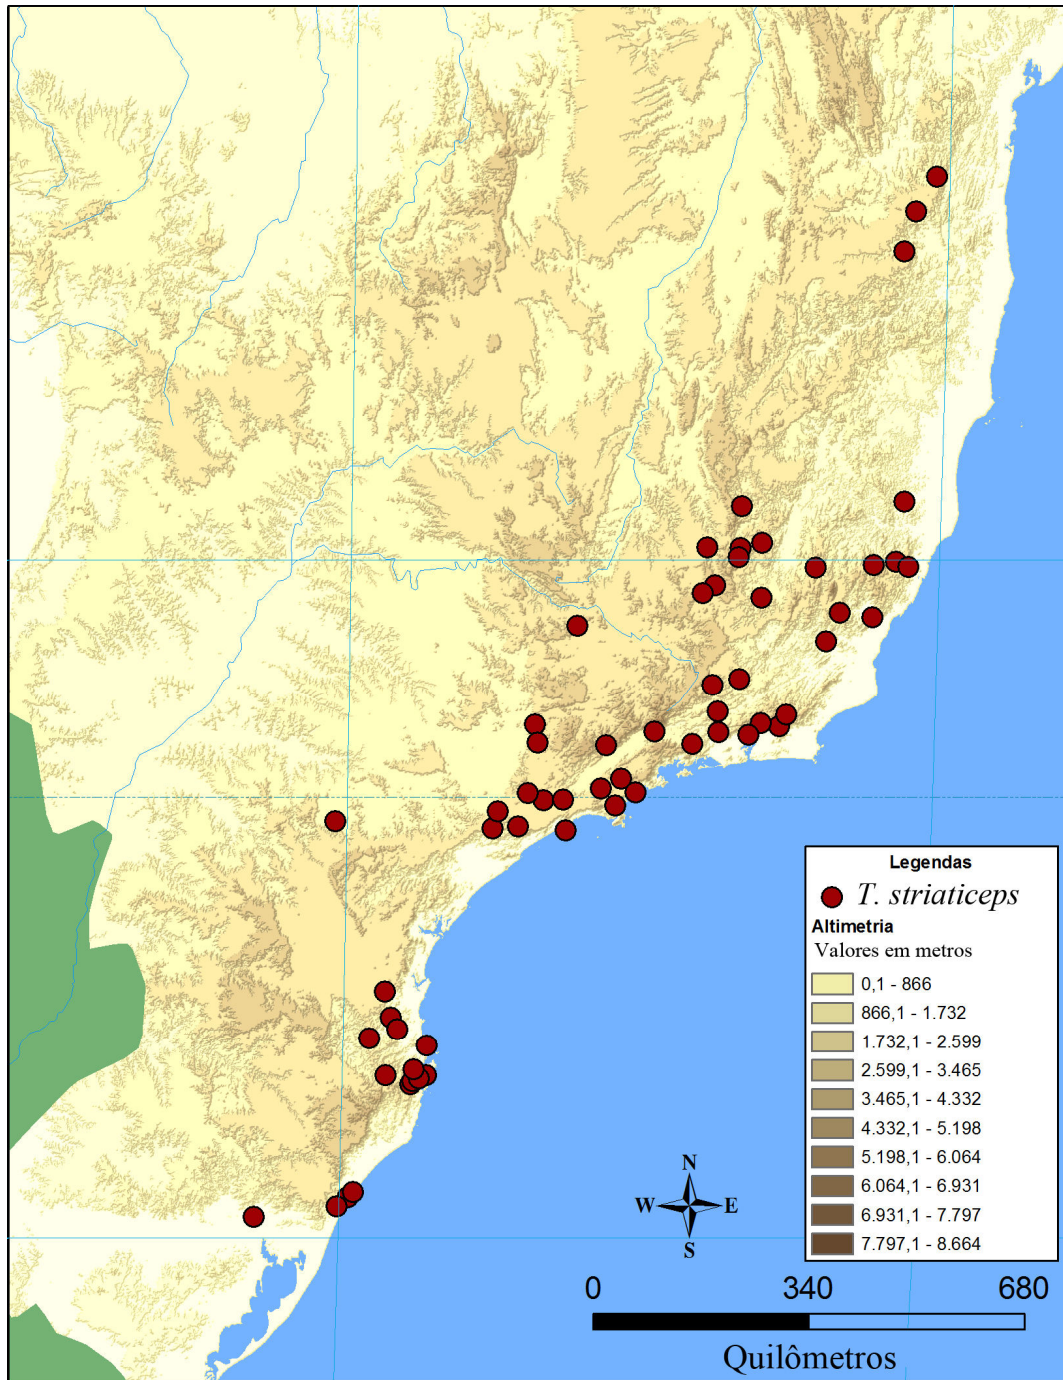 Legendas
T. striaticeps
Altimetria
Valores em metros
0,1 - 866
866,1 - 1.732
1.732,1 - 2.599
2.599,1 - 3.465
3.465,1 - 4.332
4.332,1 - 5.198
5.198,1 - 6.064
6.064,1 - 6.931
6.931,1 - 7.797
7.797,1 - 8.664
N
W E
S
0 340 680
Quilômetros